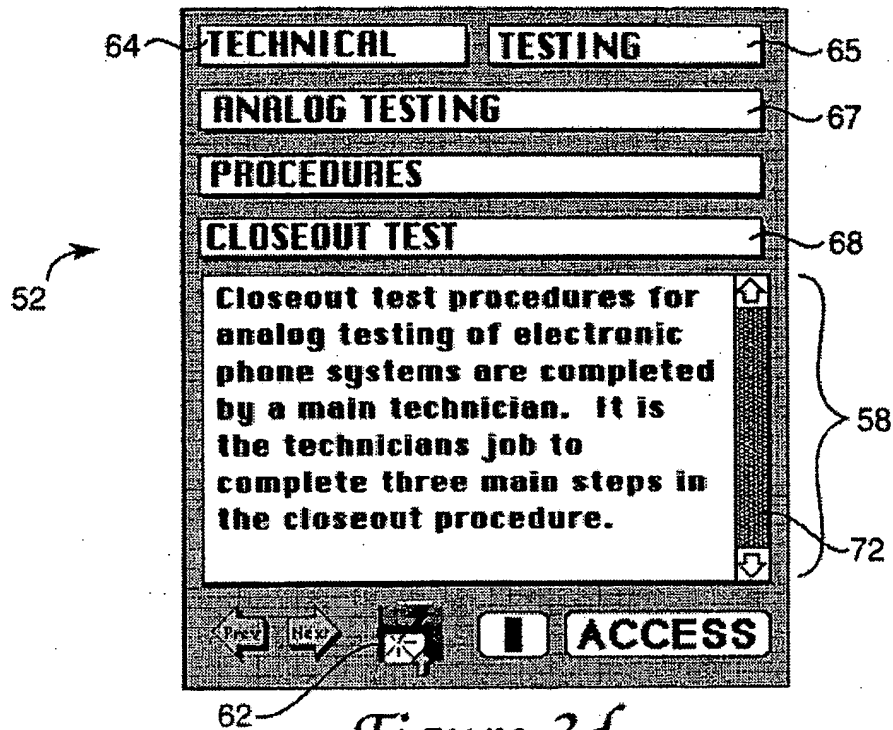 64 TECHNICAL TESTING 65
ANALOG TESTING 67
PROCEDURES
CLOSEOUT TEST 68
52
Closeout test procedures for
analog testing of electronic
phone systems are completed
by a main technician. It is
the technicians job to
complete three main steps in
the closeout procedure.
58
72
Prev Next ACCESS
62
Figure 2d